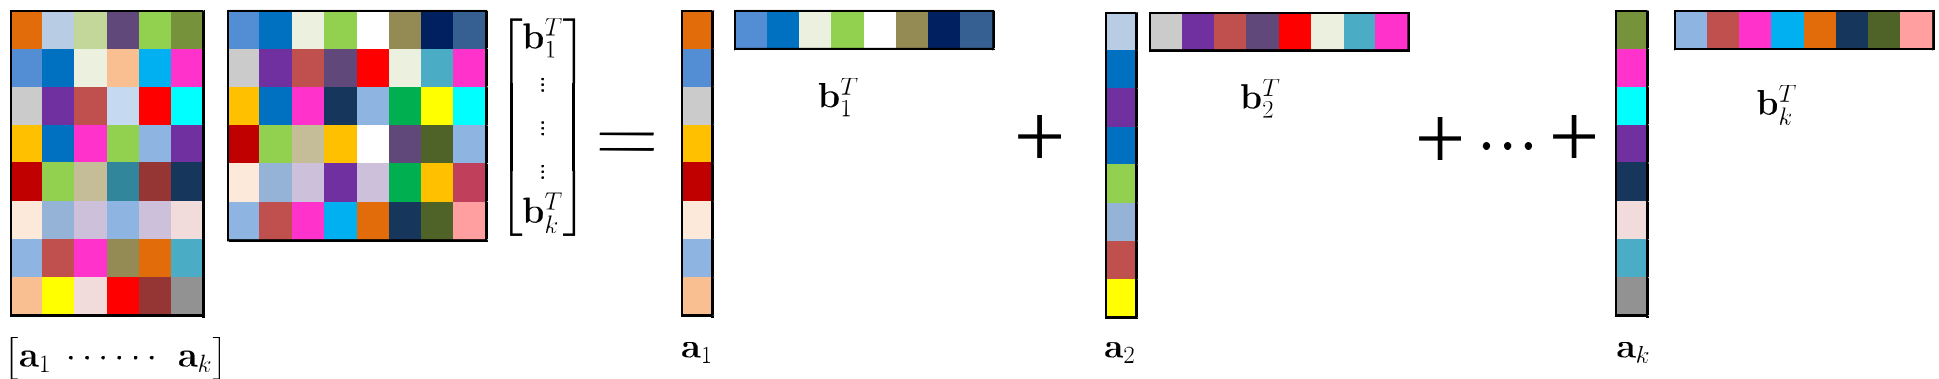 [a₁ ······ aₖ]
[b₁ᵀ
...
...
...
bₖᵀ]
=
a₁
b₁ᵀ
+
a₂
b₂ᵀ
+ ··· +
aₖ
bₖᵀ